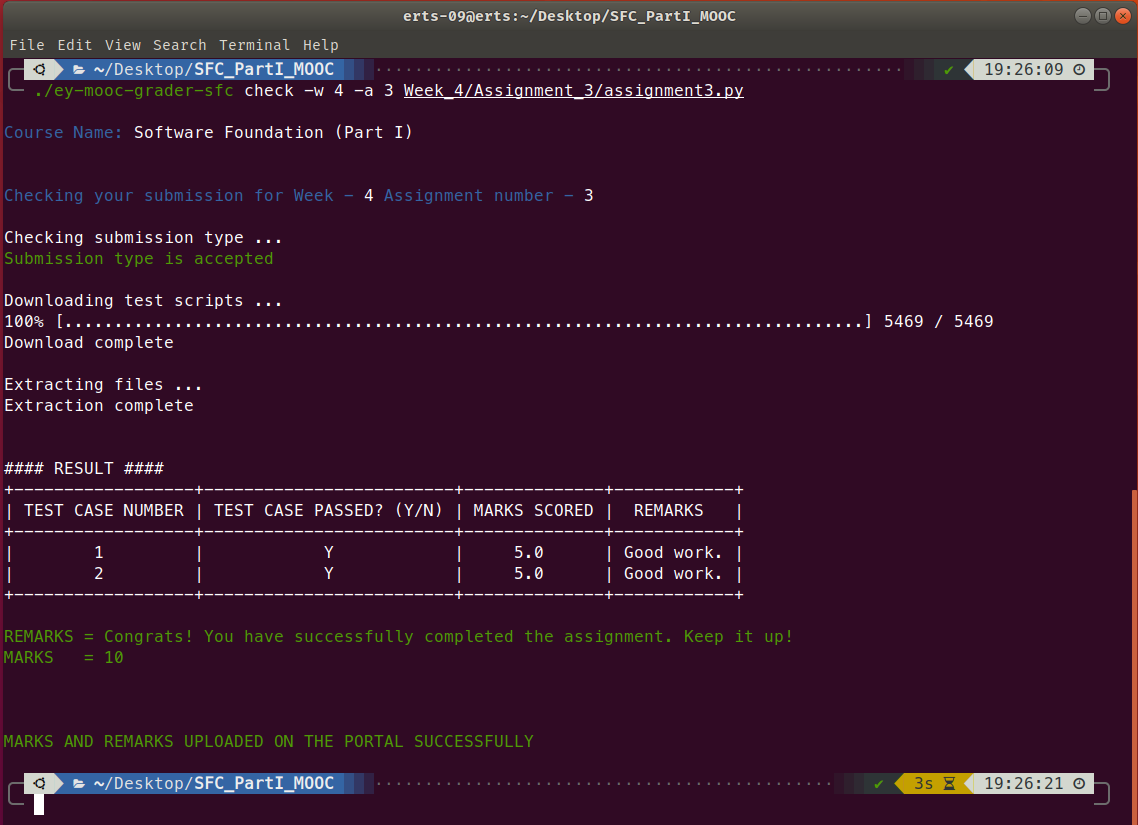 erts-09@erts:~/Desktop/SFC_PartI_MOOC
File Edit View Search Terminal Help
~/Desktop/SFC_PartI_MOOC ✔ 19:26:09
./ey-mooc-grader-sfc check -w 4 -a 3 Week_4/Assignment_3/assignment3.py
Course Name: Software Foundation (Part I)
Checking your submission for Week - 4 Assignment number - 3
Checking submission type ...
Submission type is accepted
Downloading test scripts ...
100% [................................................................................] 5469 / 5469
Download complete
Extracting files ...
Extraction complete
#### RESULT ####
+------------------+-------------------------+--------------+------------+
| TEST CASE NUMBER | TEST CASE PASSED? (Y/N) | MARKS SCORED | REMARKS |
+------------------+-------------------------+--------------+------------+
| 1 | Y | 5.0 | Good work. |
| 2 | Y | 5.0 | Good work. |
+------------------+-------------------------+--------------+------------+
REMARKS = Congrats! You have successfully completed the assignment. Keep it up!
MARKS = 10
MARKS AND REMARKS UPLOADED ON THE PORTAL SUCCESSFULLY
~/Desktop/SFC_PartI_MOOC ✔ 3s 19:26:21